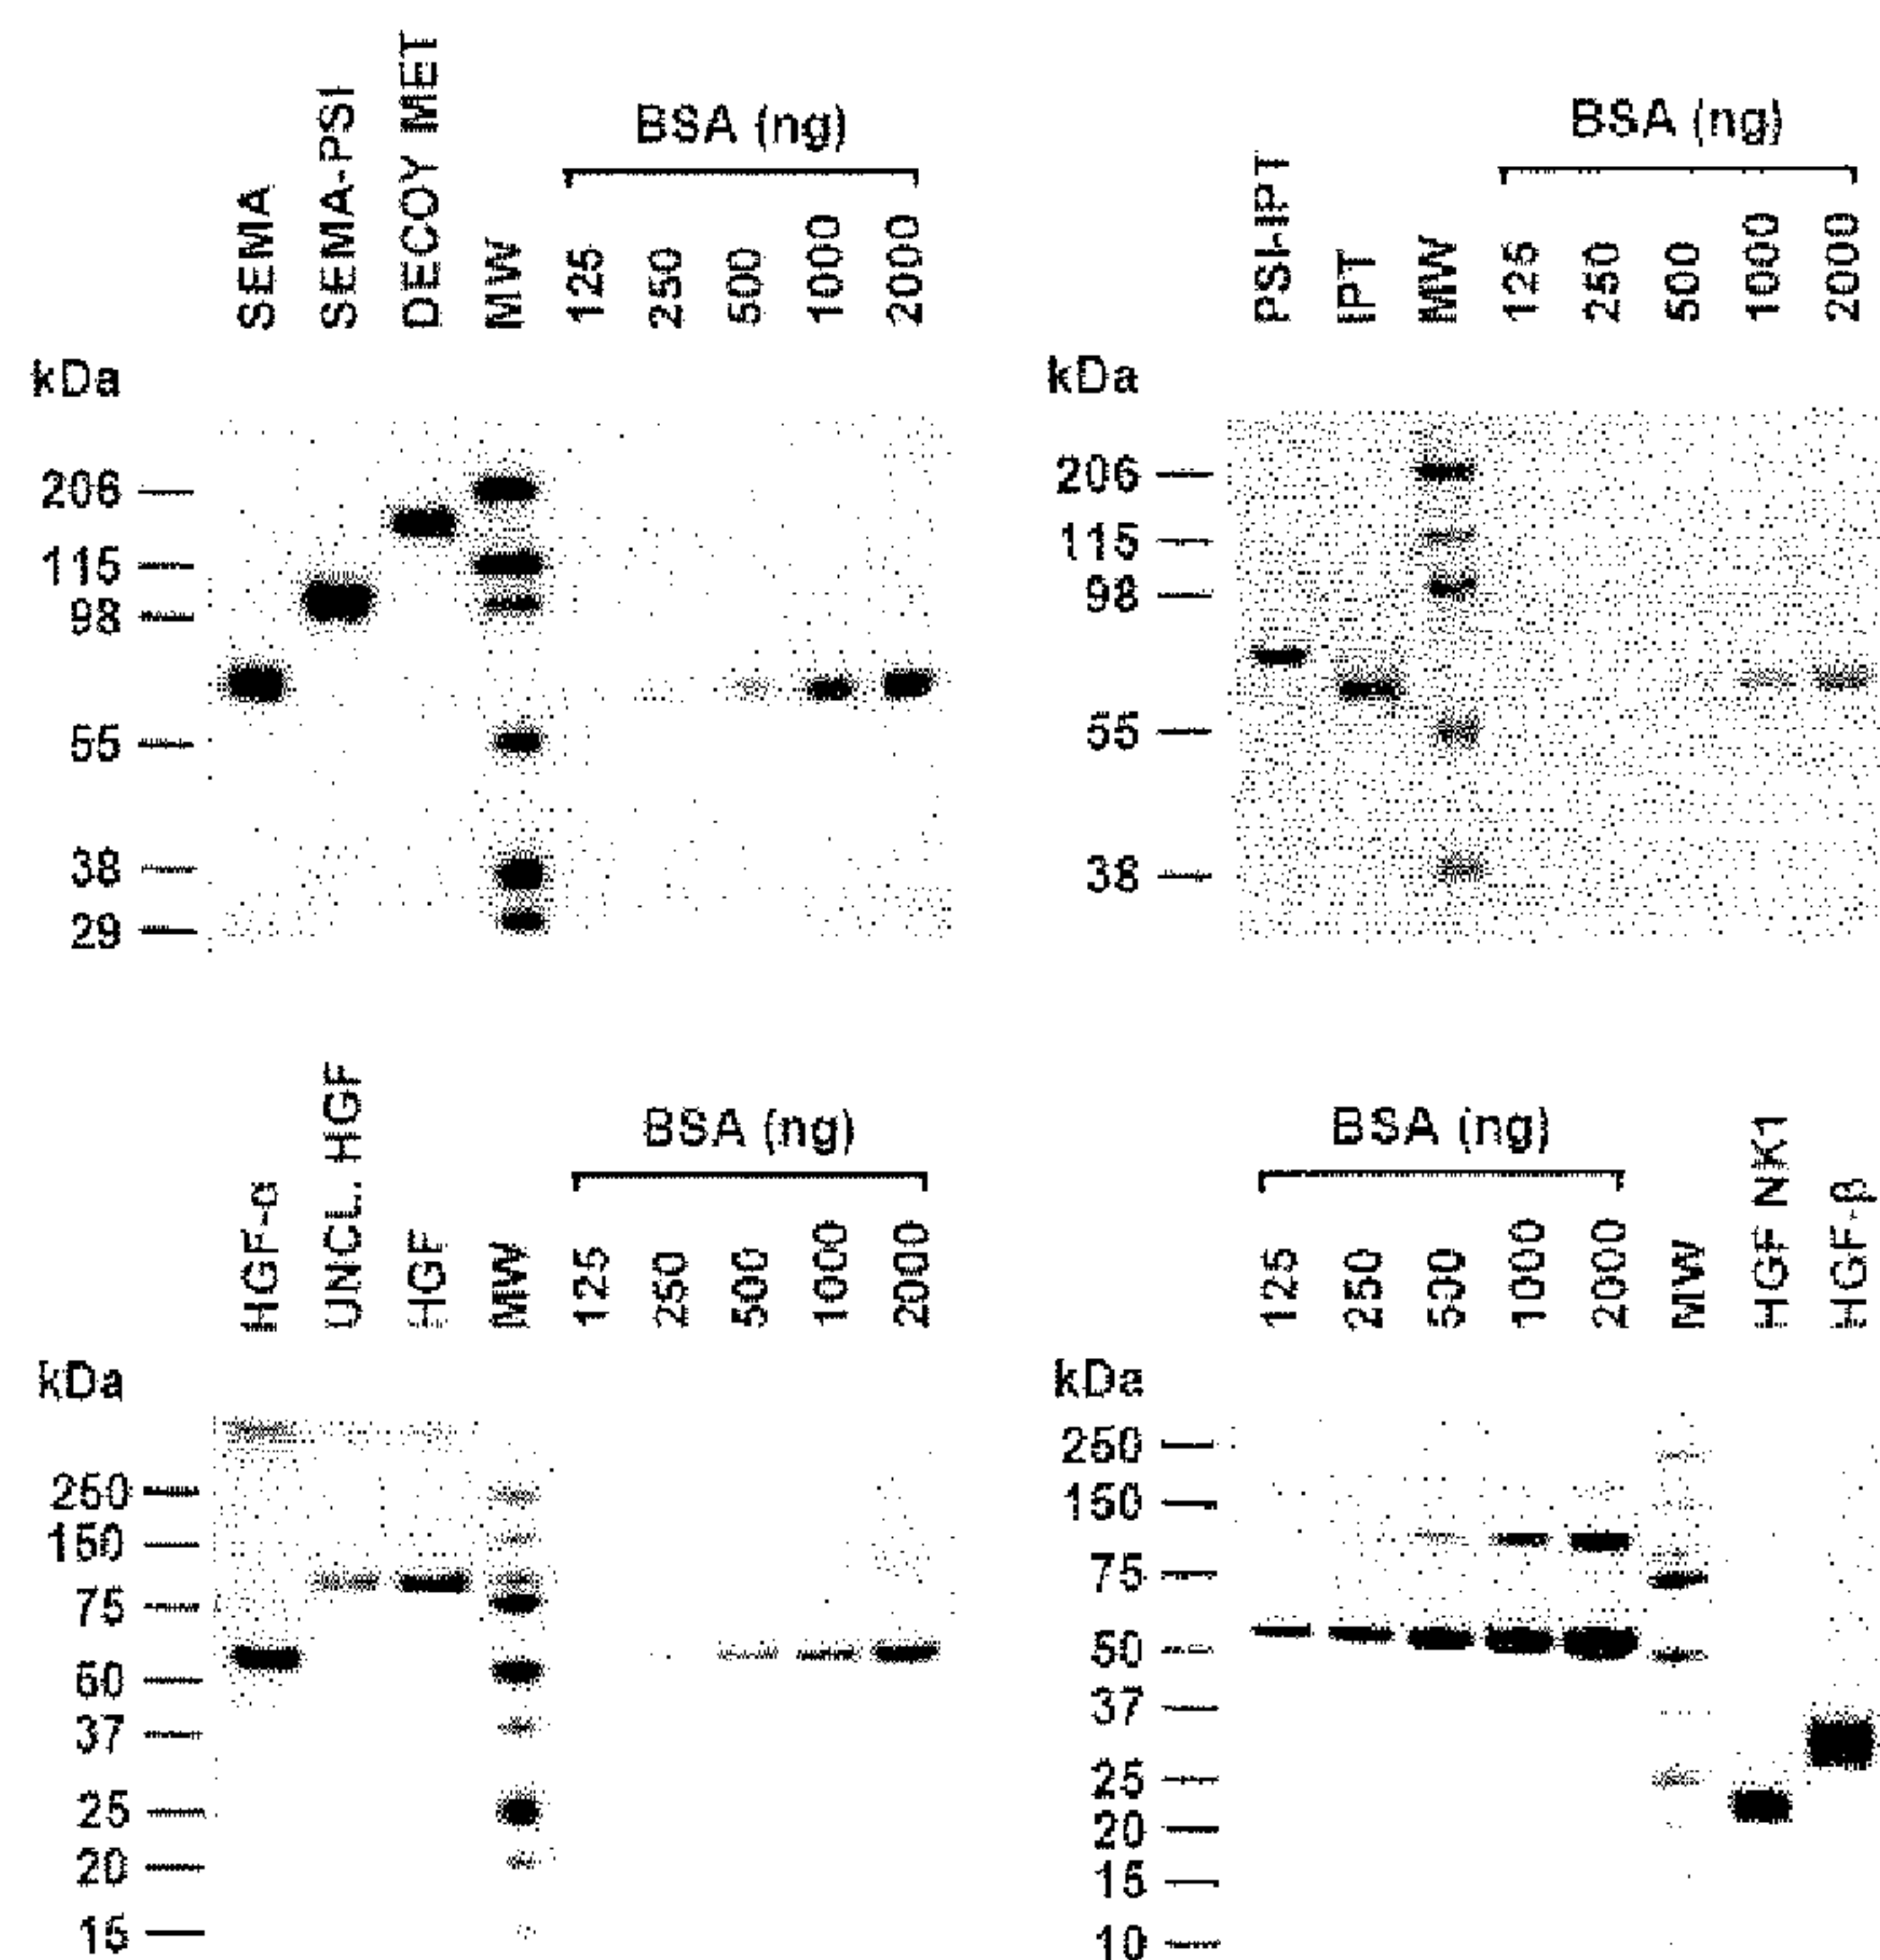 BSA (ng)
SEMA
SEMA-PSI
DECOY MET
MW
125
250
500
1000
2000
kDa
206
115
98
55
38
29
BSA (ng)
PSI-IPT
IPT
MW
125
250
500
1000
2000
kDa
206
115
98
55
38
BSA (ng)
HGF-α
UNCL. HGF
HGF
MW
125
250
500
1000
2000
kDa
250
150
75
50
37
25
20
15
BSA (ng)
125
250
500
1000
2000
MW
HGF NK1
HGF-β
kDa
250
150
75
50
37
25
20
15
10